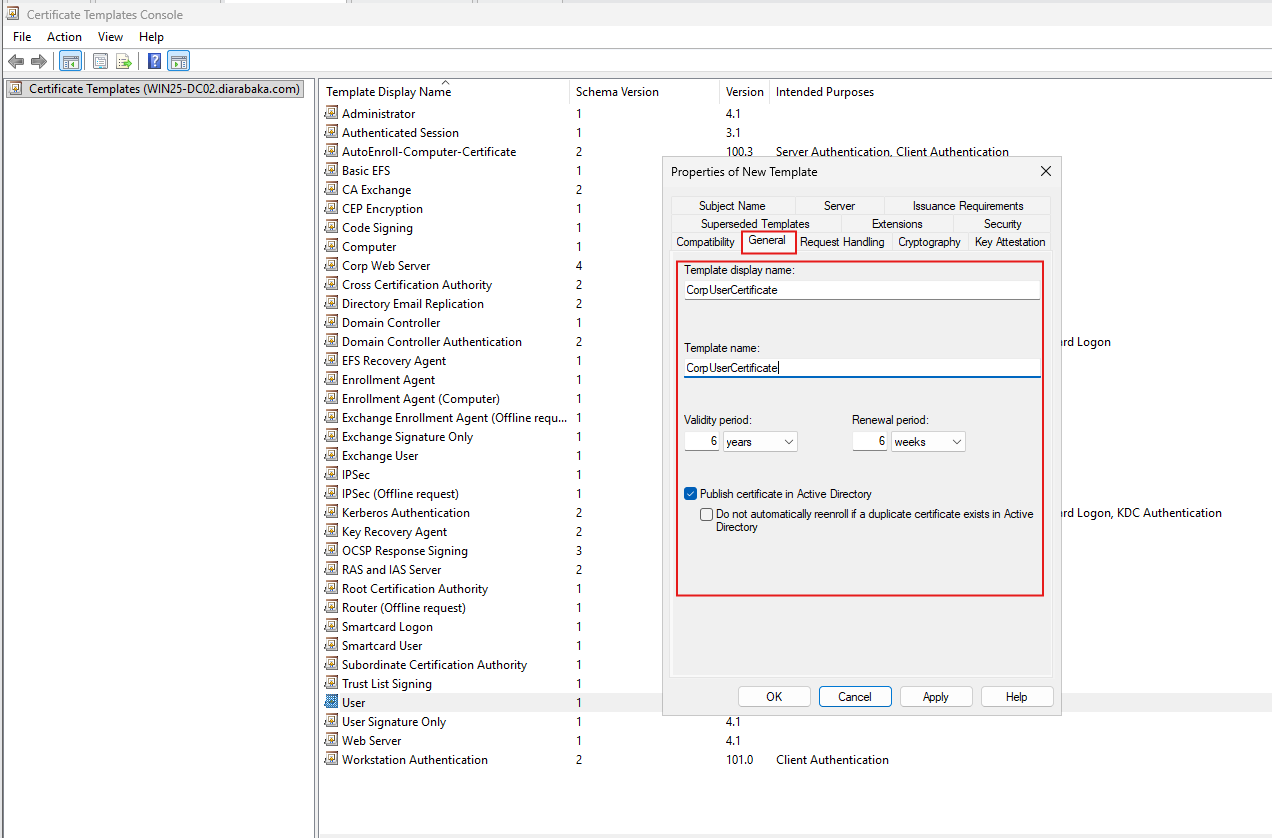 Certificate Templates Console
File Action View Help
Certificate Templates (WIN25-DC02.diarabaka.com)
Template Display Name Schema Version Version Intended Purposes
Administrator 1 4.1
Authenticated Session 1 3.1
AutoEnroll-Computer-Certificate 2 100.3 Server Authentication, Client Authentication
Basic EFS 1
CA Exchange 2
CEP Encryption 1
Code Signing 1
Computer 1
Corp Web Server 4
Cross Certification Authority 2
Directory Email Replication 2
Domain Controller 1
Domain Controller Authentication 2 rd Logon
EFS Recovery Agent 1
Enrollment Agent 1
Enrollment Agent (Computer) 1
Exchange Enrollment Agent (Offline requ... 1
Exchange Signature Only 1
Exchange User 1
IPSec 1
IPSec (Offline request) 1
Kerberos Authentication 2 rd Logon, KDC Authentication
Key Recovery Agent 2
OCSP Response Signing 3
RAS and IAS Server 2
Root Certification Authority 1
Router (Offline request) 1
Smartcard Logon 1
Smartcard User 1
Subordinate Certification Authority 1
Trust List Signing 1
User 1
User Signature Only 1 4.1
Web Server 1 4.1
Workstation Authentication 2 101.0 Client Authentication
Properties of New Template
Subject Name Server Issuance Requirements
Superseded Templates Extensions Security
Compatibility General Request Handling Cryptography Key Attestation
Template display name:
CorpUserCertificate
Template name:
CorpUserCertificate
Validity period: Renewal period:
6 years 6 weeks
Publish certificate in Active Directory
Do not automatically reenroll if a duplicate certificate exists in Active
Directory
OK Cancel Apply Help